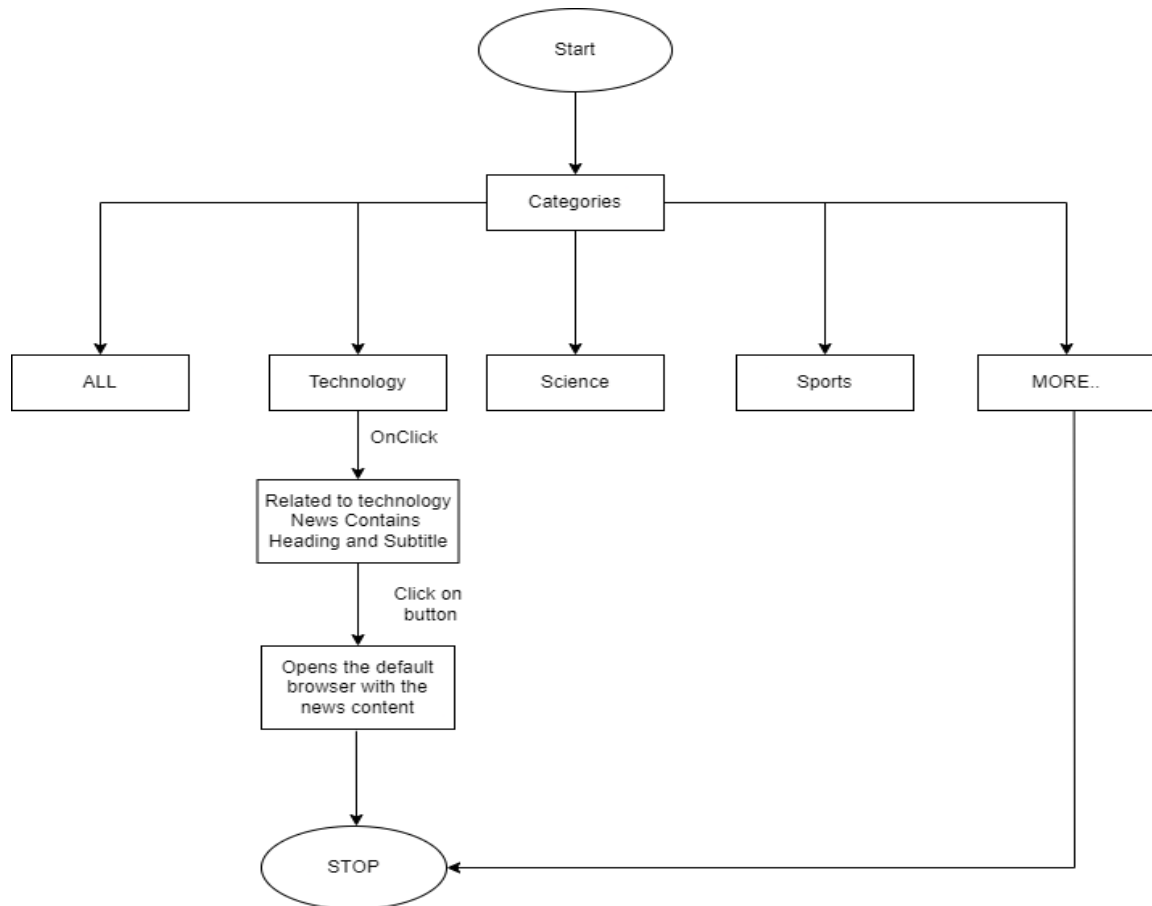 Start
Categories
ALL
Technology
Science
Sports
MORE..
OnClick
Related to technology
News Contains
Heading and Subtitle
Click on
button
Opens the default
browser with the
news content
STOP